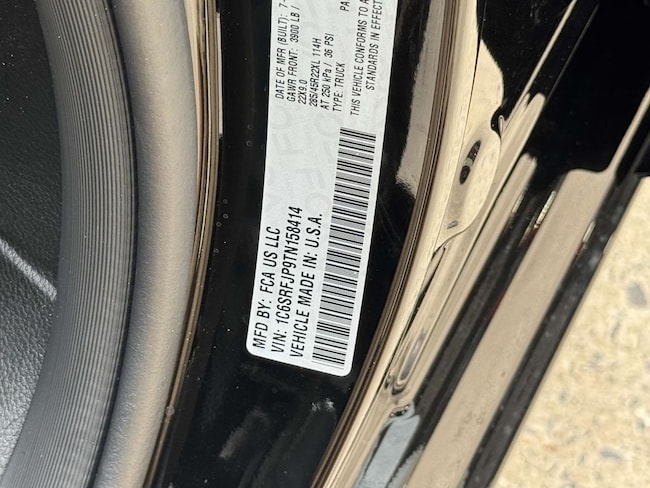 MFD BY: FCA US LLC
VIN: 1C6SRFJP9TN158414
VEHICLE MADE IN: U.S.A.
DATE OF MFR (BUILT): 7-
GAWR FRONT: 3900 LB /
22X9.0
285/45R22XL 114H
AT 250 kPa / 36 PSI
TYPE: TRUCK
THIS VEHICLE CONFORMS TO A
STANDARDS IN EFFECT